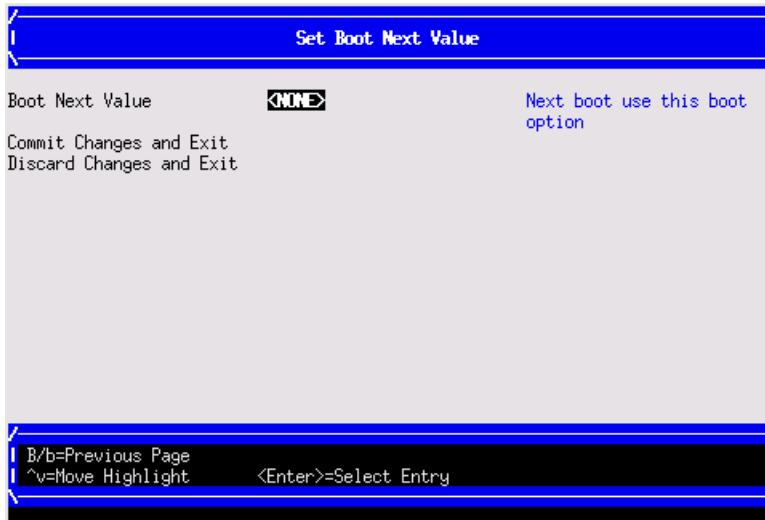 Set Boot Next Value
Boot Next Value <NONE> Next boot use this boot
option
Commit Changes and Exit
Discard Changes and Exit
B/b=Previous Page
^v=Move Highlight <Enter>=Select Entry